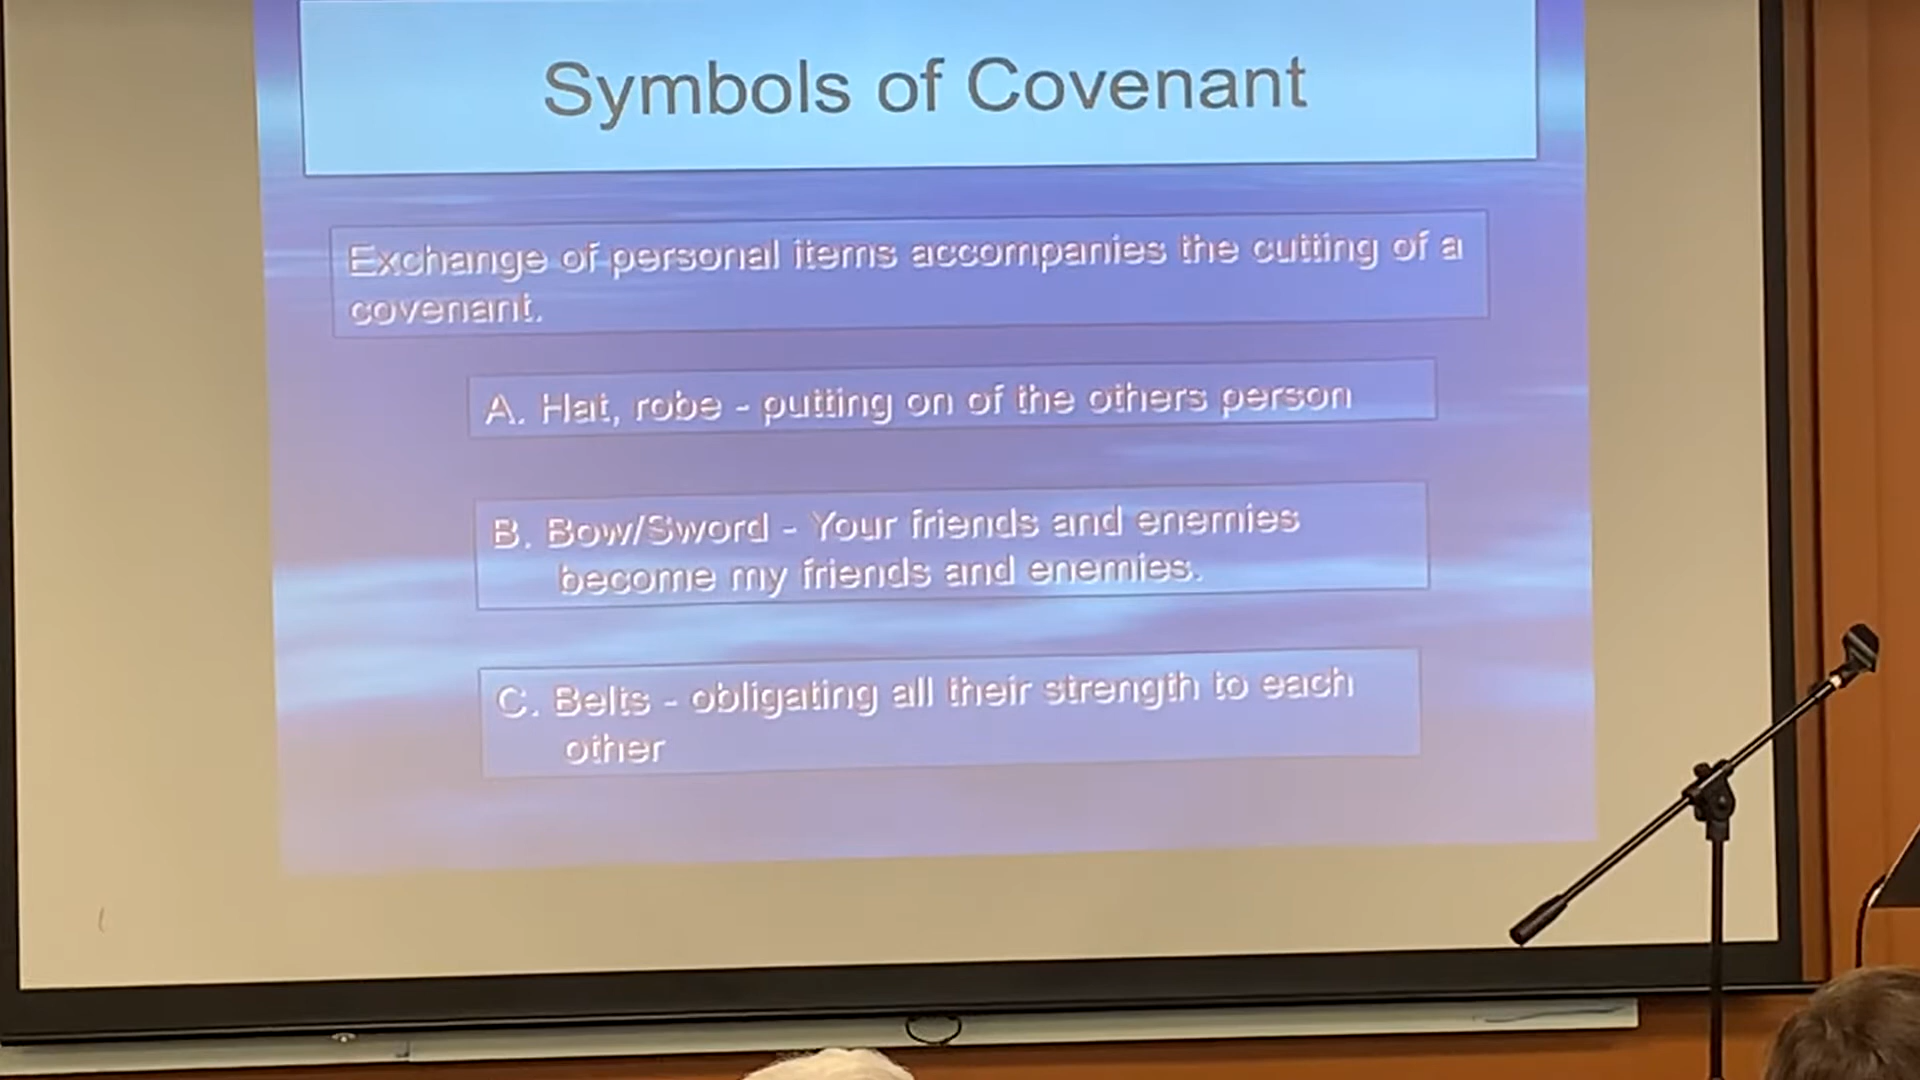 Symbols of Covenant
Exchange of personal items accompanies the cutting of a
covenant.
A. Hat, robe - putting on of the others person
B. Bow/Sword - Your friends and enemies
become my friends and enemies.
C. Belts - obligating all their strength to each
other